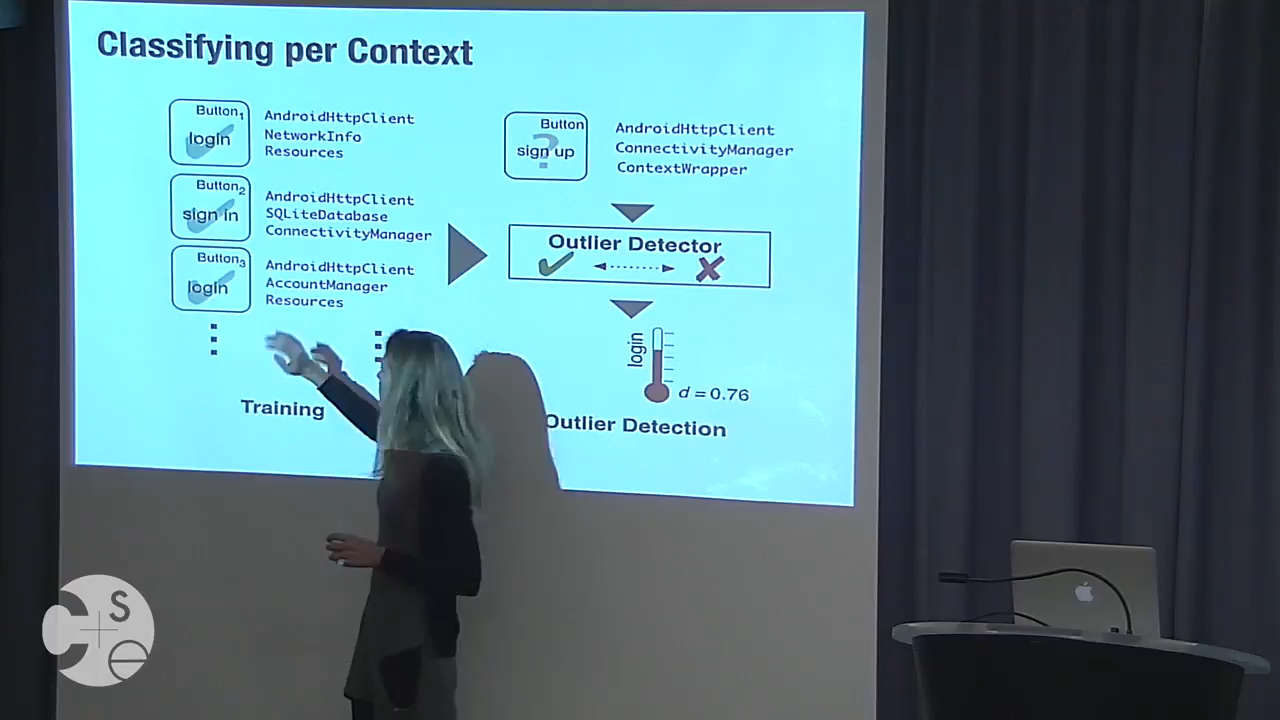 Classifying per Context
Button1
login
AndroidHttpClient
NetworkInfo
Resources
Button2
sign in
AndroidHttpClient
SQLiteDatabase
ConnectivityManager
Button3
login
AndroidHttpClient
AccountManager
Resources
Training
Button
sign up
?
AndroidHttpClient
ConnectivityManager
ContextWrapper
Outlier Detector
login
d = 0.76
Outlier Detection
C s e